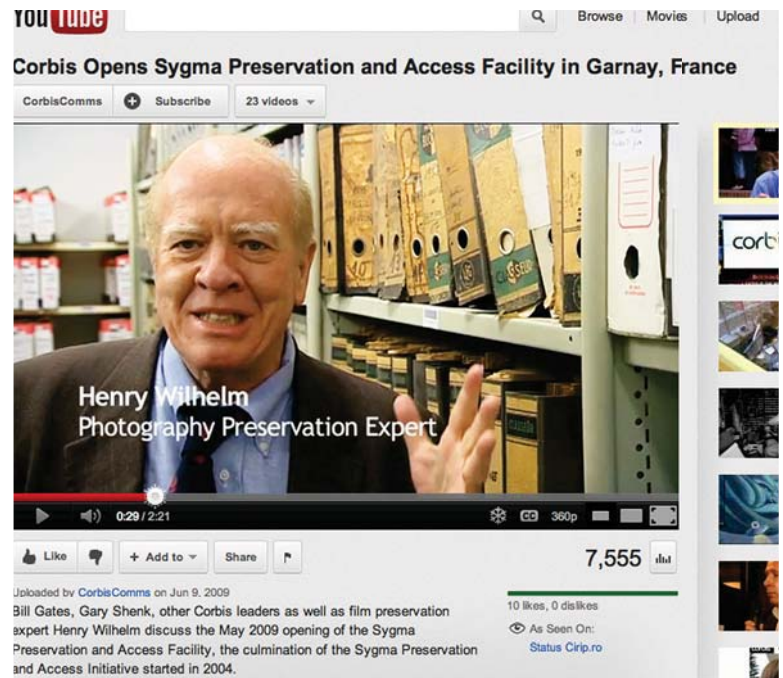 You Tube
Browse Movies Upload
Corbis Opens Sygma Preservation and Access Facility in Garnay, France
CorbisComms + Subscribe 23 videos
CLASSEUR
Henry Wilhelm
Photography Preservation Expert
0:29 / 2:21 CC 360p
Like + Add to Share 7,555
Uploaded by CorbisComms on Jun 9, 2009
Bill Gates, Gary Shenk, other Corbis leaders as well as film preservation
expert Henry Wilhelm discuss the May 2009 opening of the Sygma
Preservation and Access Facility, the culmination of the Sygma Preservation
and Access Initiative started in 2004.
10 likes, 0 dislikes
As Seen On:
Status Cirip.ro
corbi